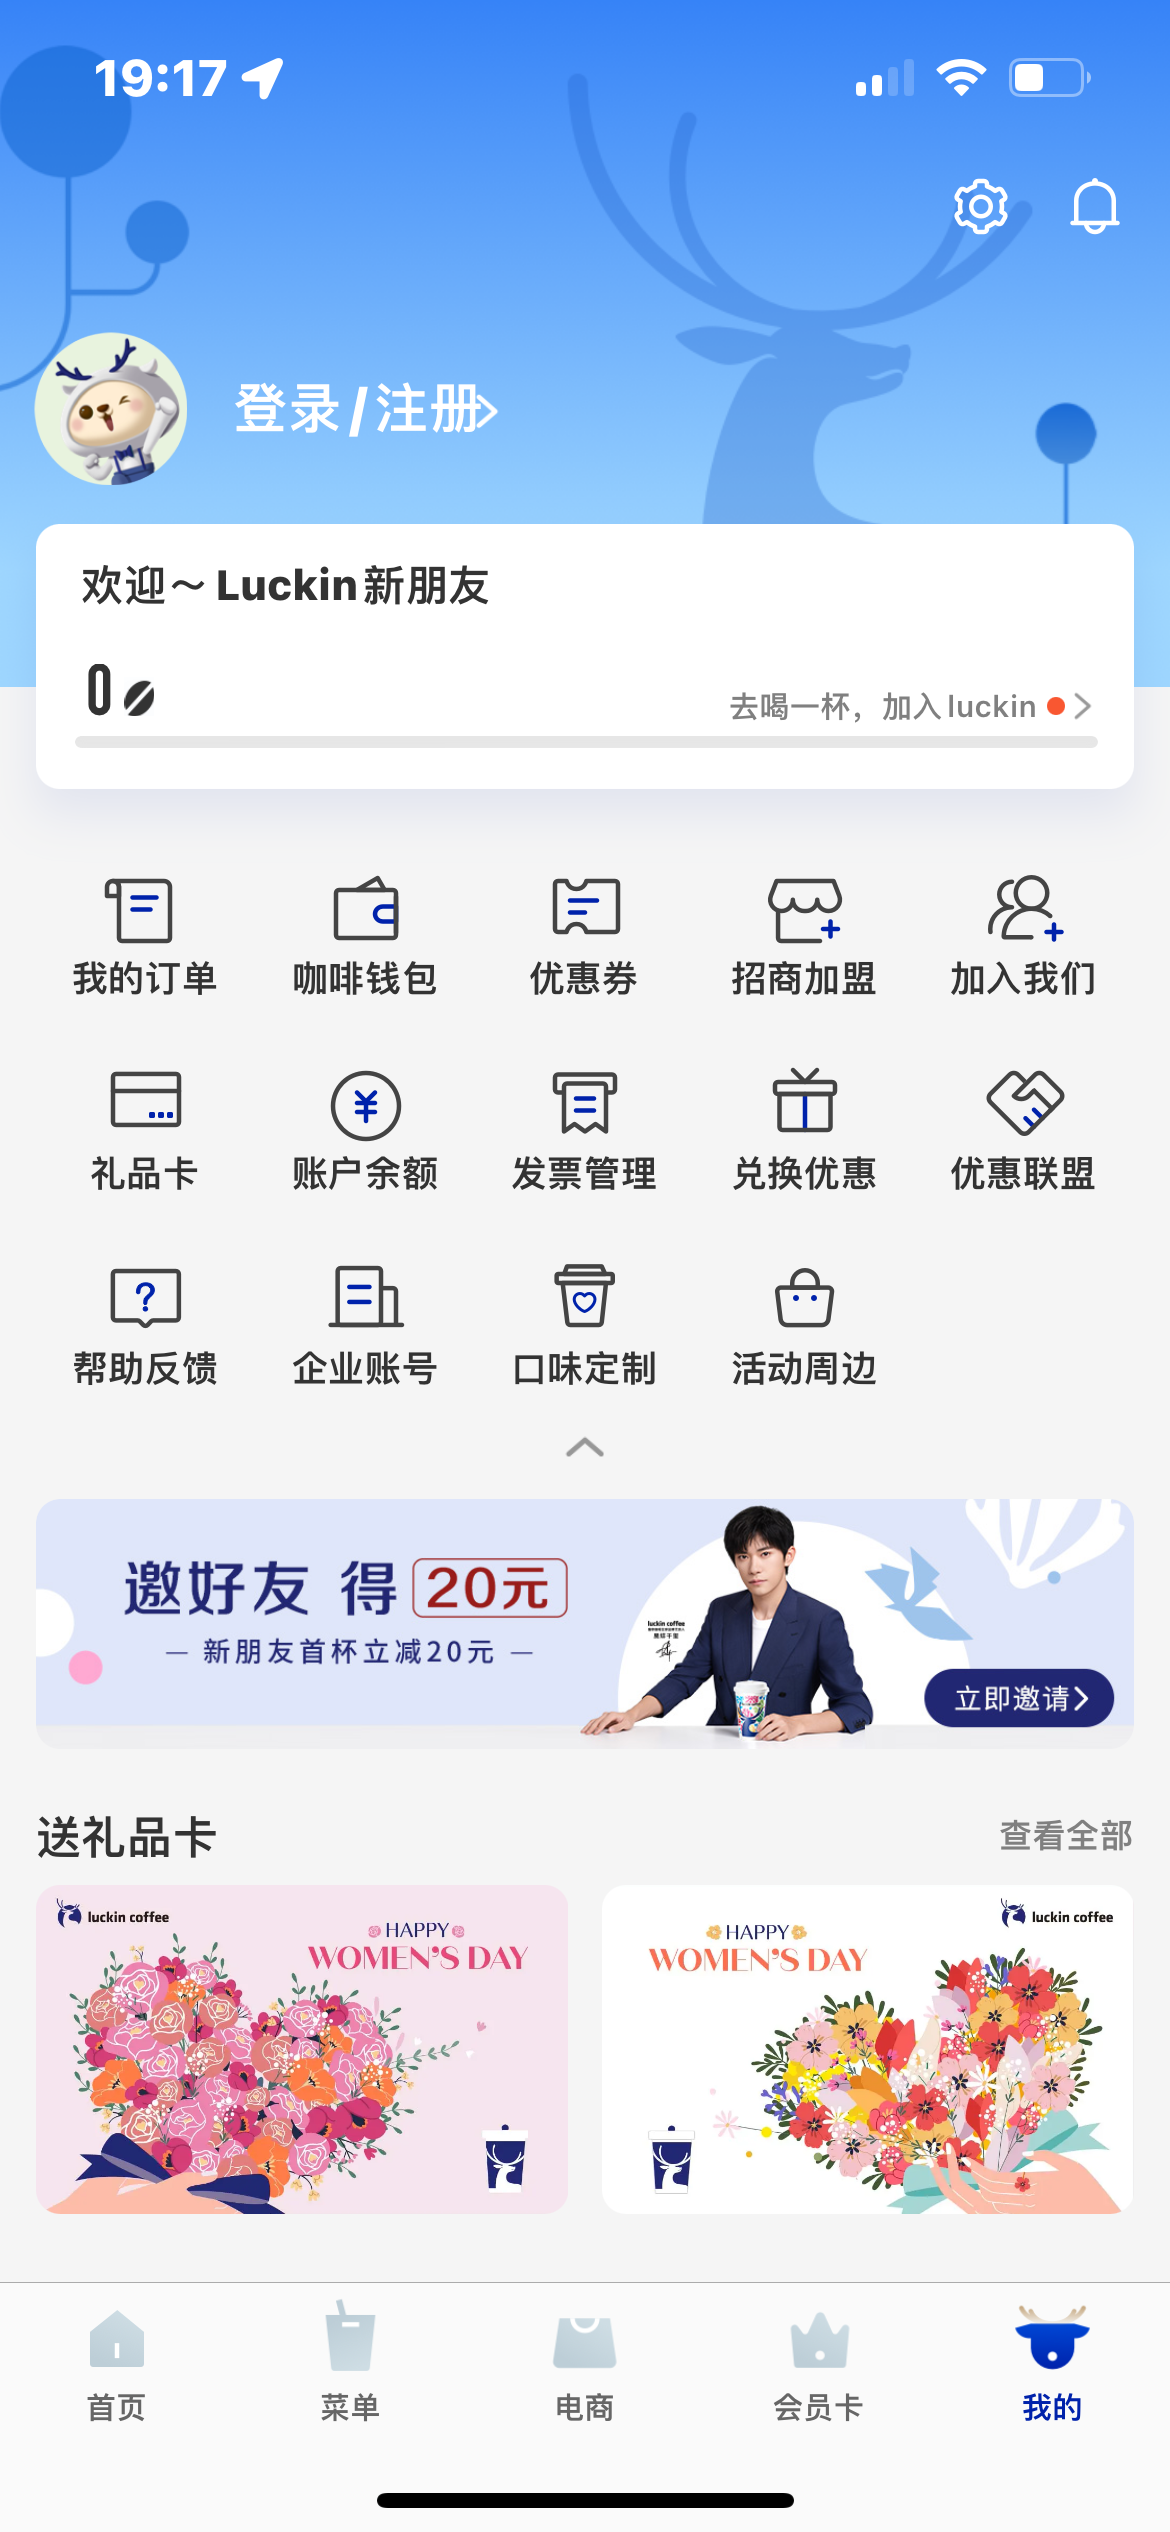 19:17
登录/注册
欢迎～Luckin新朋友
0
去喝一杯，加入luckin
我的订单
咖啡钱包
优惠券
招商加盟
加入我们
礼品卡
账户余额
发票管理
兑换优惠
优惠联盟
帮助反馈
企业账号
口味定制
活动周边
邀好友 得 20元
— 新朋友首杯立减20元 —
luckin coffee
立即邀请
送礼品卡
查看全部
luckin coffee
HAPPY
WOMEN'S DAY
luckin coffee
HAPPY
WOMEN'S DAY
首页
菜单
电商
会员卡
我的